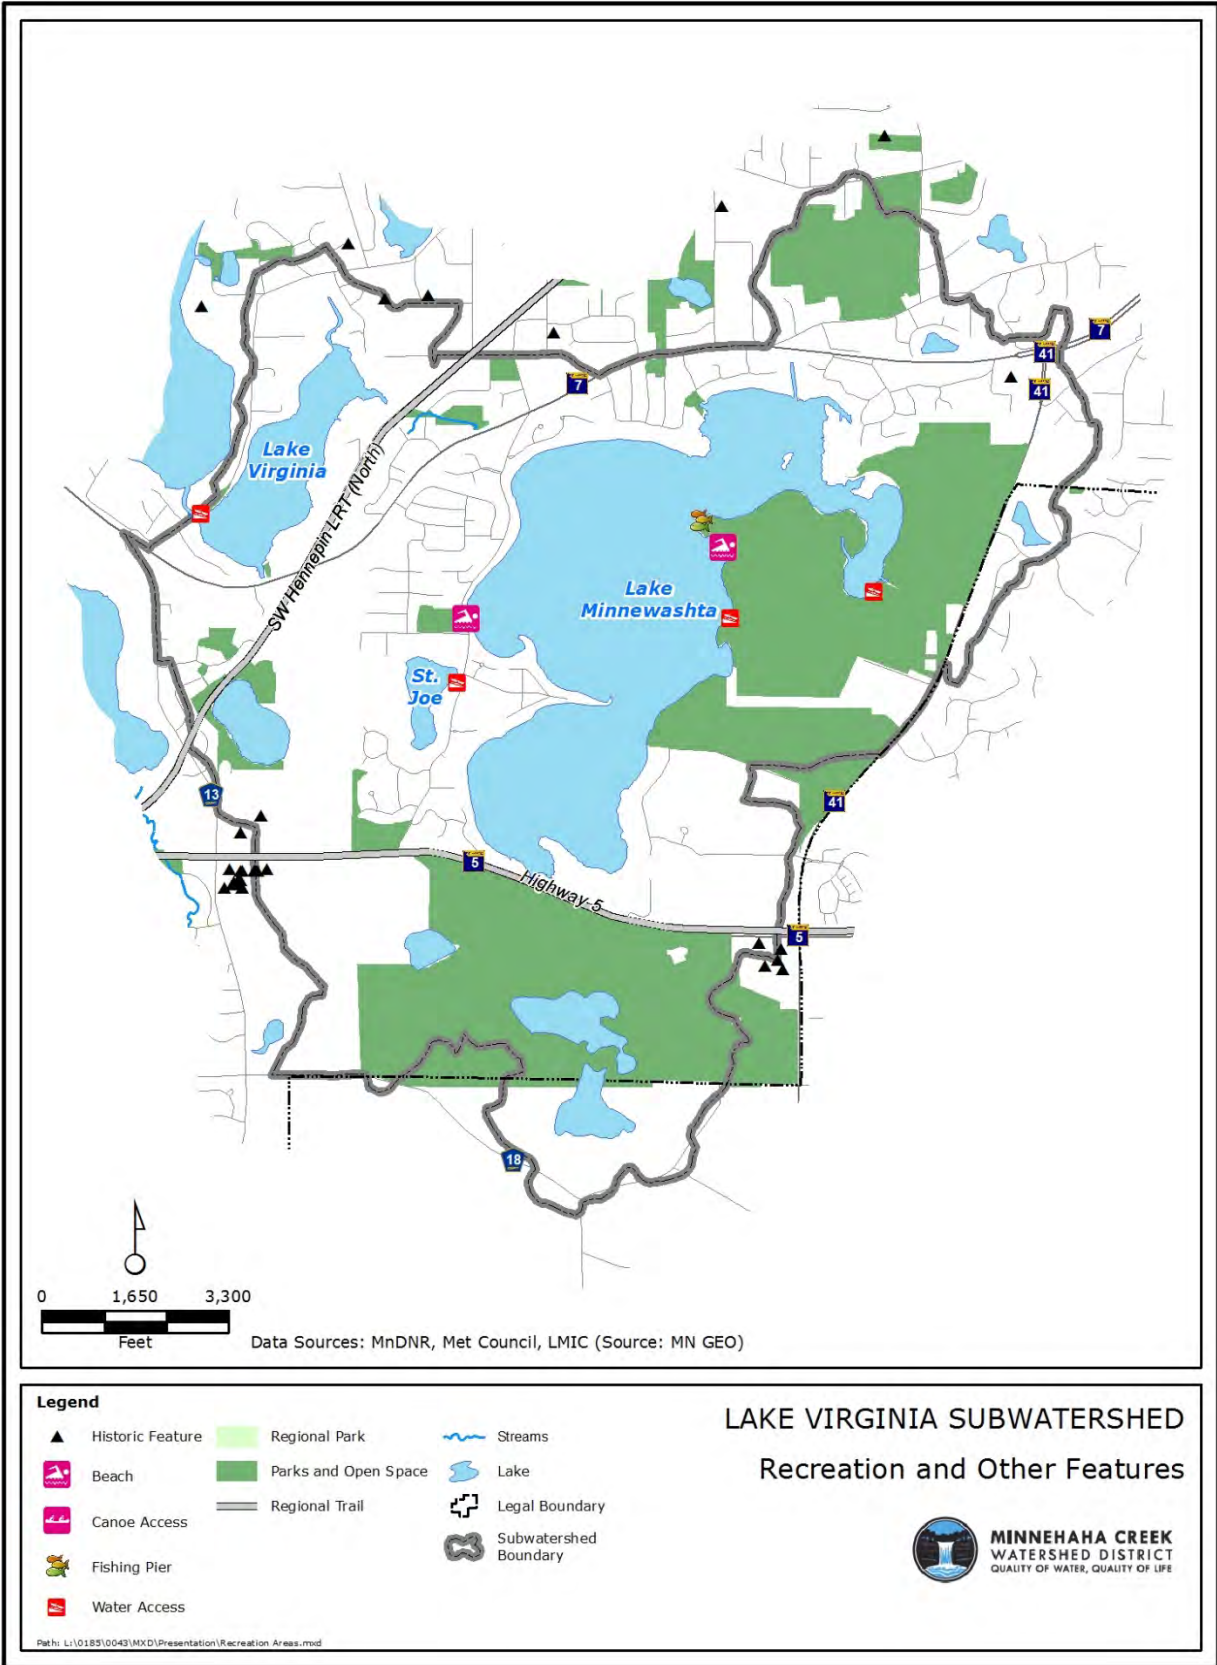 7
41
41
7
Lake
Virginia
SW Hennepin LRT (North)
Lake
Minnewashta
St.
Joe
13
41
5
Highway 5
5
18
0 1,650 3,300
Feet
Data Sources: MnDNR, Met Council, LMIC (Source: MN GEO)
Legend
Historic Feature
Beach
Canoe Access
Fishing Pier
Water Access
Regional Park
Parks and Open Space
Regional Trail
Streams
Lake
Legal Boundary
Subwatershed
Boundary
LAKE VIRGINIA SUBWATERSHED
Recreation and Other Features
MINNEHAHA CREEK
WATERSHED DISTRICT
QUALITY OF WATER, QUALITY OF LIFE
Path: L:\0185\0043\MXD\Presentation\Recreation Areas.mxd